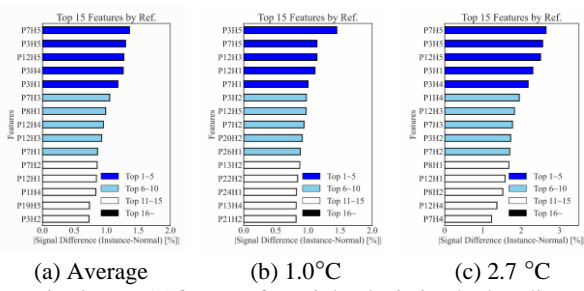 Top 15 Features by Ref.
P7H5
P3H5
P12H5
P3H4
P3H1
P7H3
P8H1
P12H4
P12H3
P7H1
P7H2
P12H1
P1H4
P19H5
P3H2
Features
Top 1~5
Top 6~10
Top 11~15
Top 16~
0.0 0.5 1.0 1.5 2.0
|Signal Difference (Instance-Normal) [%]|
(a) Average
Top 15 Features by Ref.
P3H5
P7H5
P12H3
P12H1
P7H1
P3H2
P12H5
P7H2
P20H2
P26H1
P13H2
P22H2
P24H1
P13H4
P21H2
Features
Top 1~5
Top 6~10
Top 11~15
Top 16~
0.0 0.5 1.0 1.5 2.0
|Signal Difference (Instance-Normal) [%]|
(b) 1.0°C
Top 15 Features by Ref.
P7H5
P3H5
P12H5
P3H1
P3H4
P1H4
P12H3
P7H3
P3H2
P7H2
P8H1
P12H1
P8H2
P12H4
P7H4
Features
Top 1~5
Top 6~10
Top 11~15
Top 16~
0 1 2 3
|Signal Difference (Instance-Normal) [%]|
(c) 2.7 °C